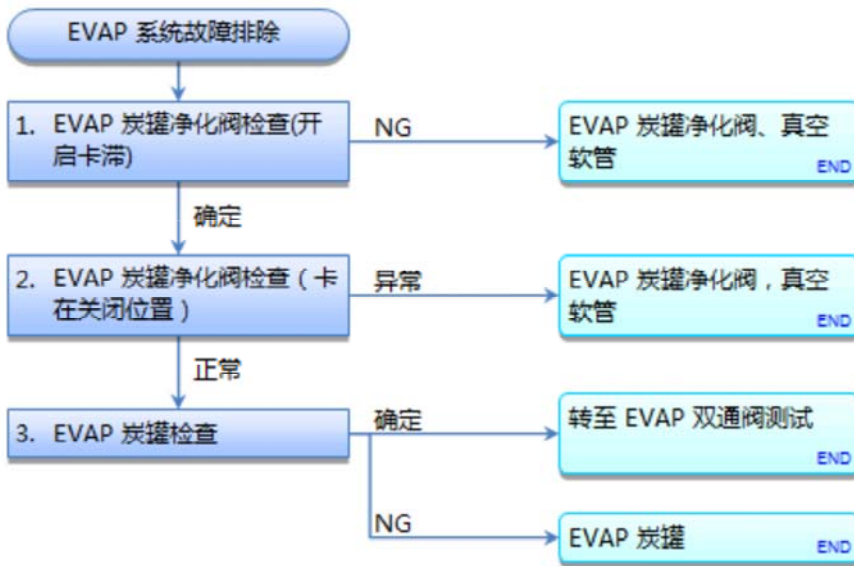 EVAP 系统故障排除
1. EVAP 炭罐净化阀检查(开
启卡滞)
NG
EVAP 炭罐净化阀、真空
软管
END
确定
2. EVAP 炭罐净化阀检查（卡
在关闭位置）
异常
EVAP 炭罐净化阀，真空
软管
END
正常
3. EVAP 炭罐检查
确定
转至 EVAP 双通阀测试
END
NG
EVAP 炭罐
END